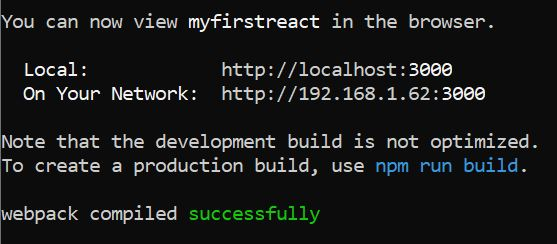 You can now view myfirstreact in the browser.
Local: http://localhost:3000
On Your Network: http://192.168.1.62:3000
Note that the development build is not optimized.
To create a production build, use npm run build.
webpack compiled successfully